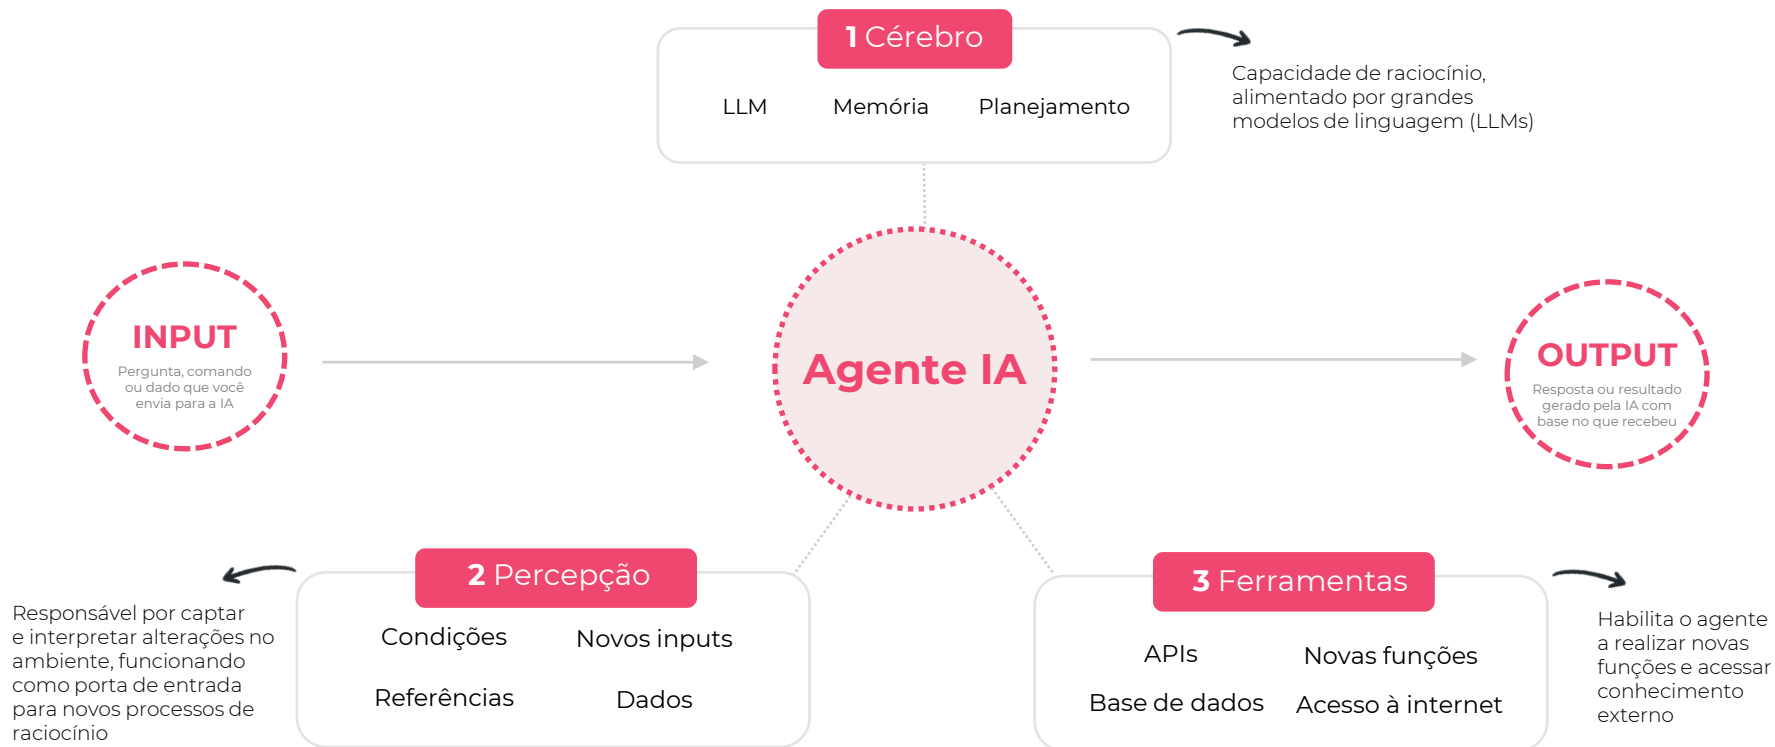 1 Cérebro
LLM Memória Planejamento
Capacidade de raciocínio,
alimentado por grandes
modelos de linguagem (LLMs)
INPUT
Pergunta, comando
ou dado que você
envia para a IA
Agente IA
OUTPUT
Resposta ou resultado
gerado pela IA com
base no que recebeu
2 Percepção
Condições Novos inputs
Referências Dados
Responsável por captar
e interpretar alterações no
ambiente, funcionando
como porta de entrada
para novos processos de
raciocínio
3 Ferramentas
APIs Novas funções
Base de dados Acesso à internet
Habilita o agente
a realizar novas
funções e acessar
conhecimento
externo